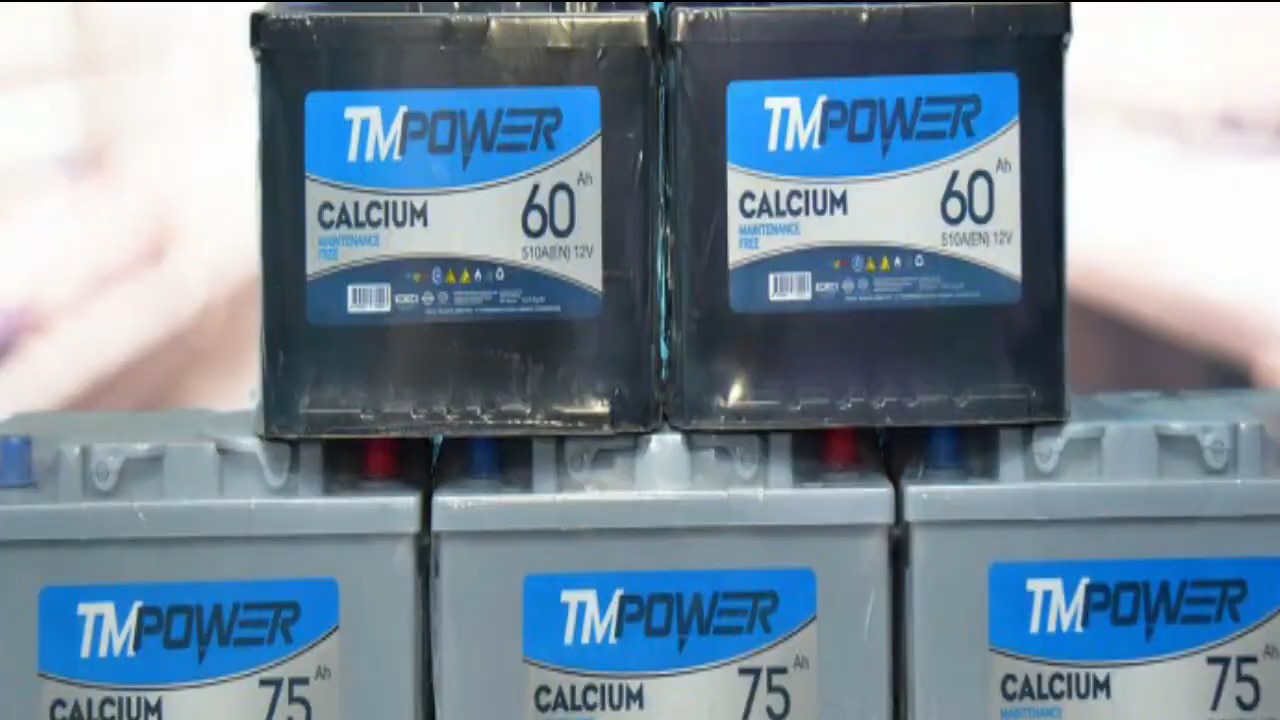 TMPOWER
CALCIUM
MAINTENANCE
FREE
60 Ah
510A(EN) 12V
TMPOWER
CALCIUM
MAINTENANCE
FREE
60 Ah
510A(EN) 12V
TMPOWER
CALCIUM
75 Ah
TMPOWER
CALCIUM
75 Ah
TMPOWER
CALCIUM
MAINTENANCE
75 Ah